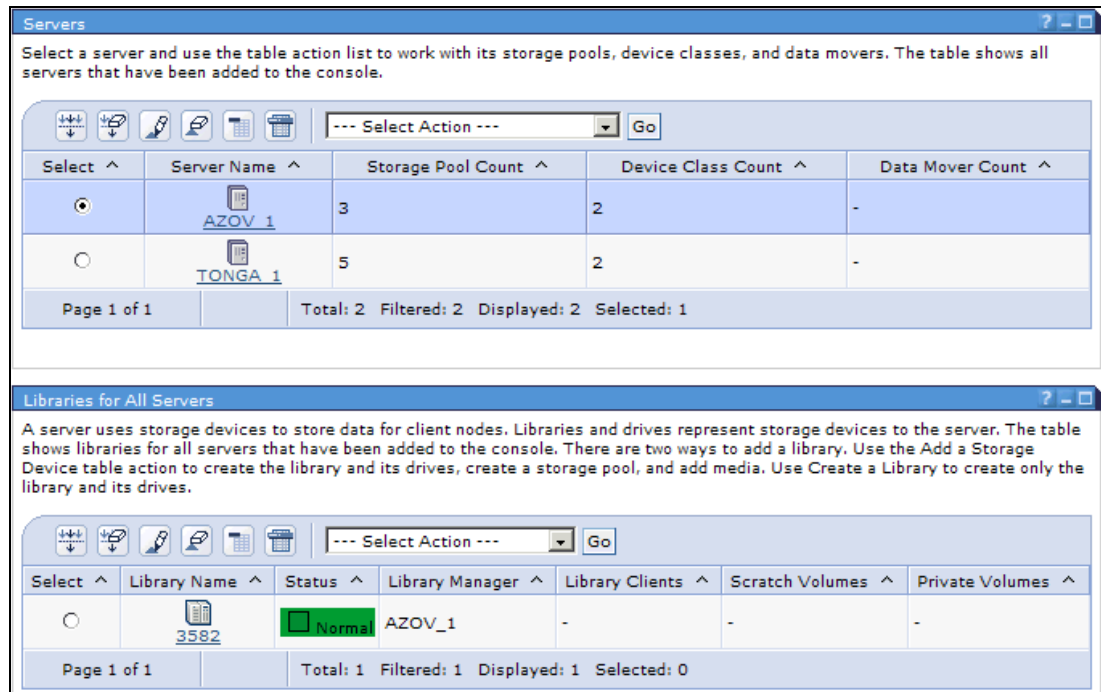 Servers
Select a server and use the table action list to work with its storage pools, device classes, and data movers. The table shows all
servers that have been added to the console.
--- Select Action --- Go
Select ^ Server Name ^ Storage Pool Count ^ Device Class Count ^ Data Mover Count ^
AZOV_1 3 2 -
TONGA_1 5 2 -
Page 1 of 1 Total: 2 Filtered: 2 Displayed: 2 Selected: 1
Libraries for All Servers
A server uses storage devices to store data for client nodes. Libraries and drives represent storage devices to the server. The table
shows libraries for all servers that have been added to the console. There are two ways to add a library. Use the Add a Storage
Device table action to create the library and its drives, create a storage pool, and add media. Use Create a Library to create only the
library and its drives.
--- Select Action --- Go
Select ^ Library Name ^ Status ^ Library Manager ^ Library Clients ^ Scratch Volumes ^ Private Volumes ^
3582 Normal AZOV_1 - - -
Page 1 of 1 Total: 1 Filtered: 1 Displayed: 1 Selected: 0